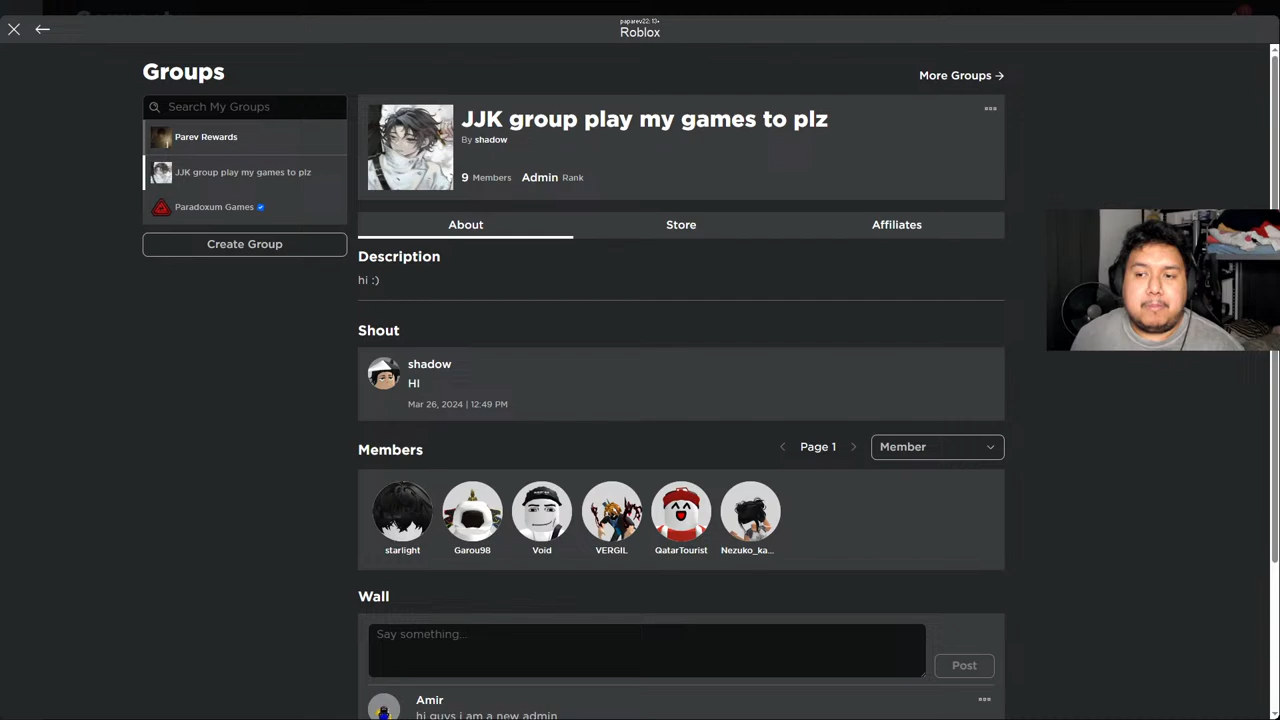 paparev22: 13+
Roblox
Groups
More Groups →
Search My Groups
Parev Rewards
JJK group play my games to plz
Paradoxum Games
Create Group
JJK group play my games to plz
By shadow
9 Members Admin Rank
About Store Affiliates
Description
hi :)
Shout
shadow
HI
Mar 26, 2024 | 12:49 PM
Members
Page 1
Member
starlight Garou98 Void VERGIL QatarTourist Nezuko_ka...
Wall
Say something...
Post
Amir
hi guys i am a new admin